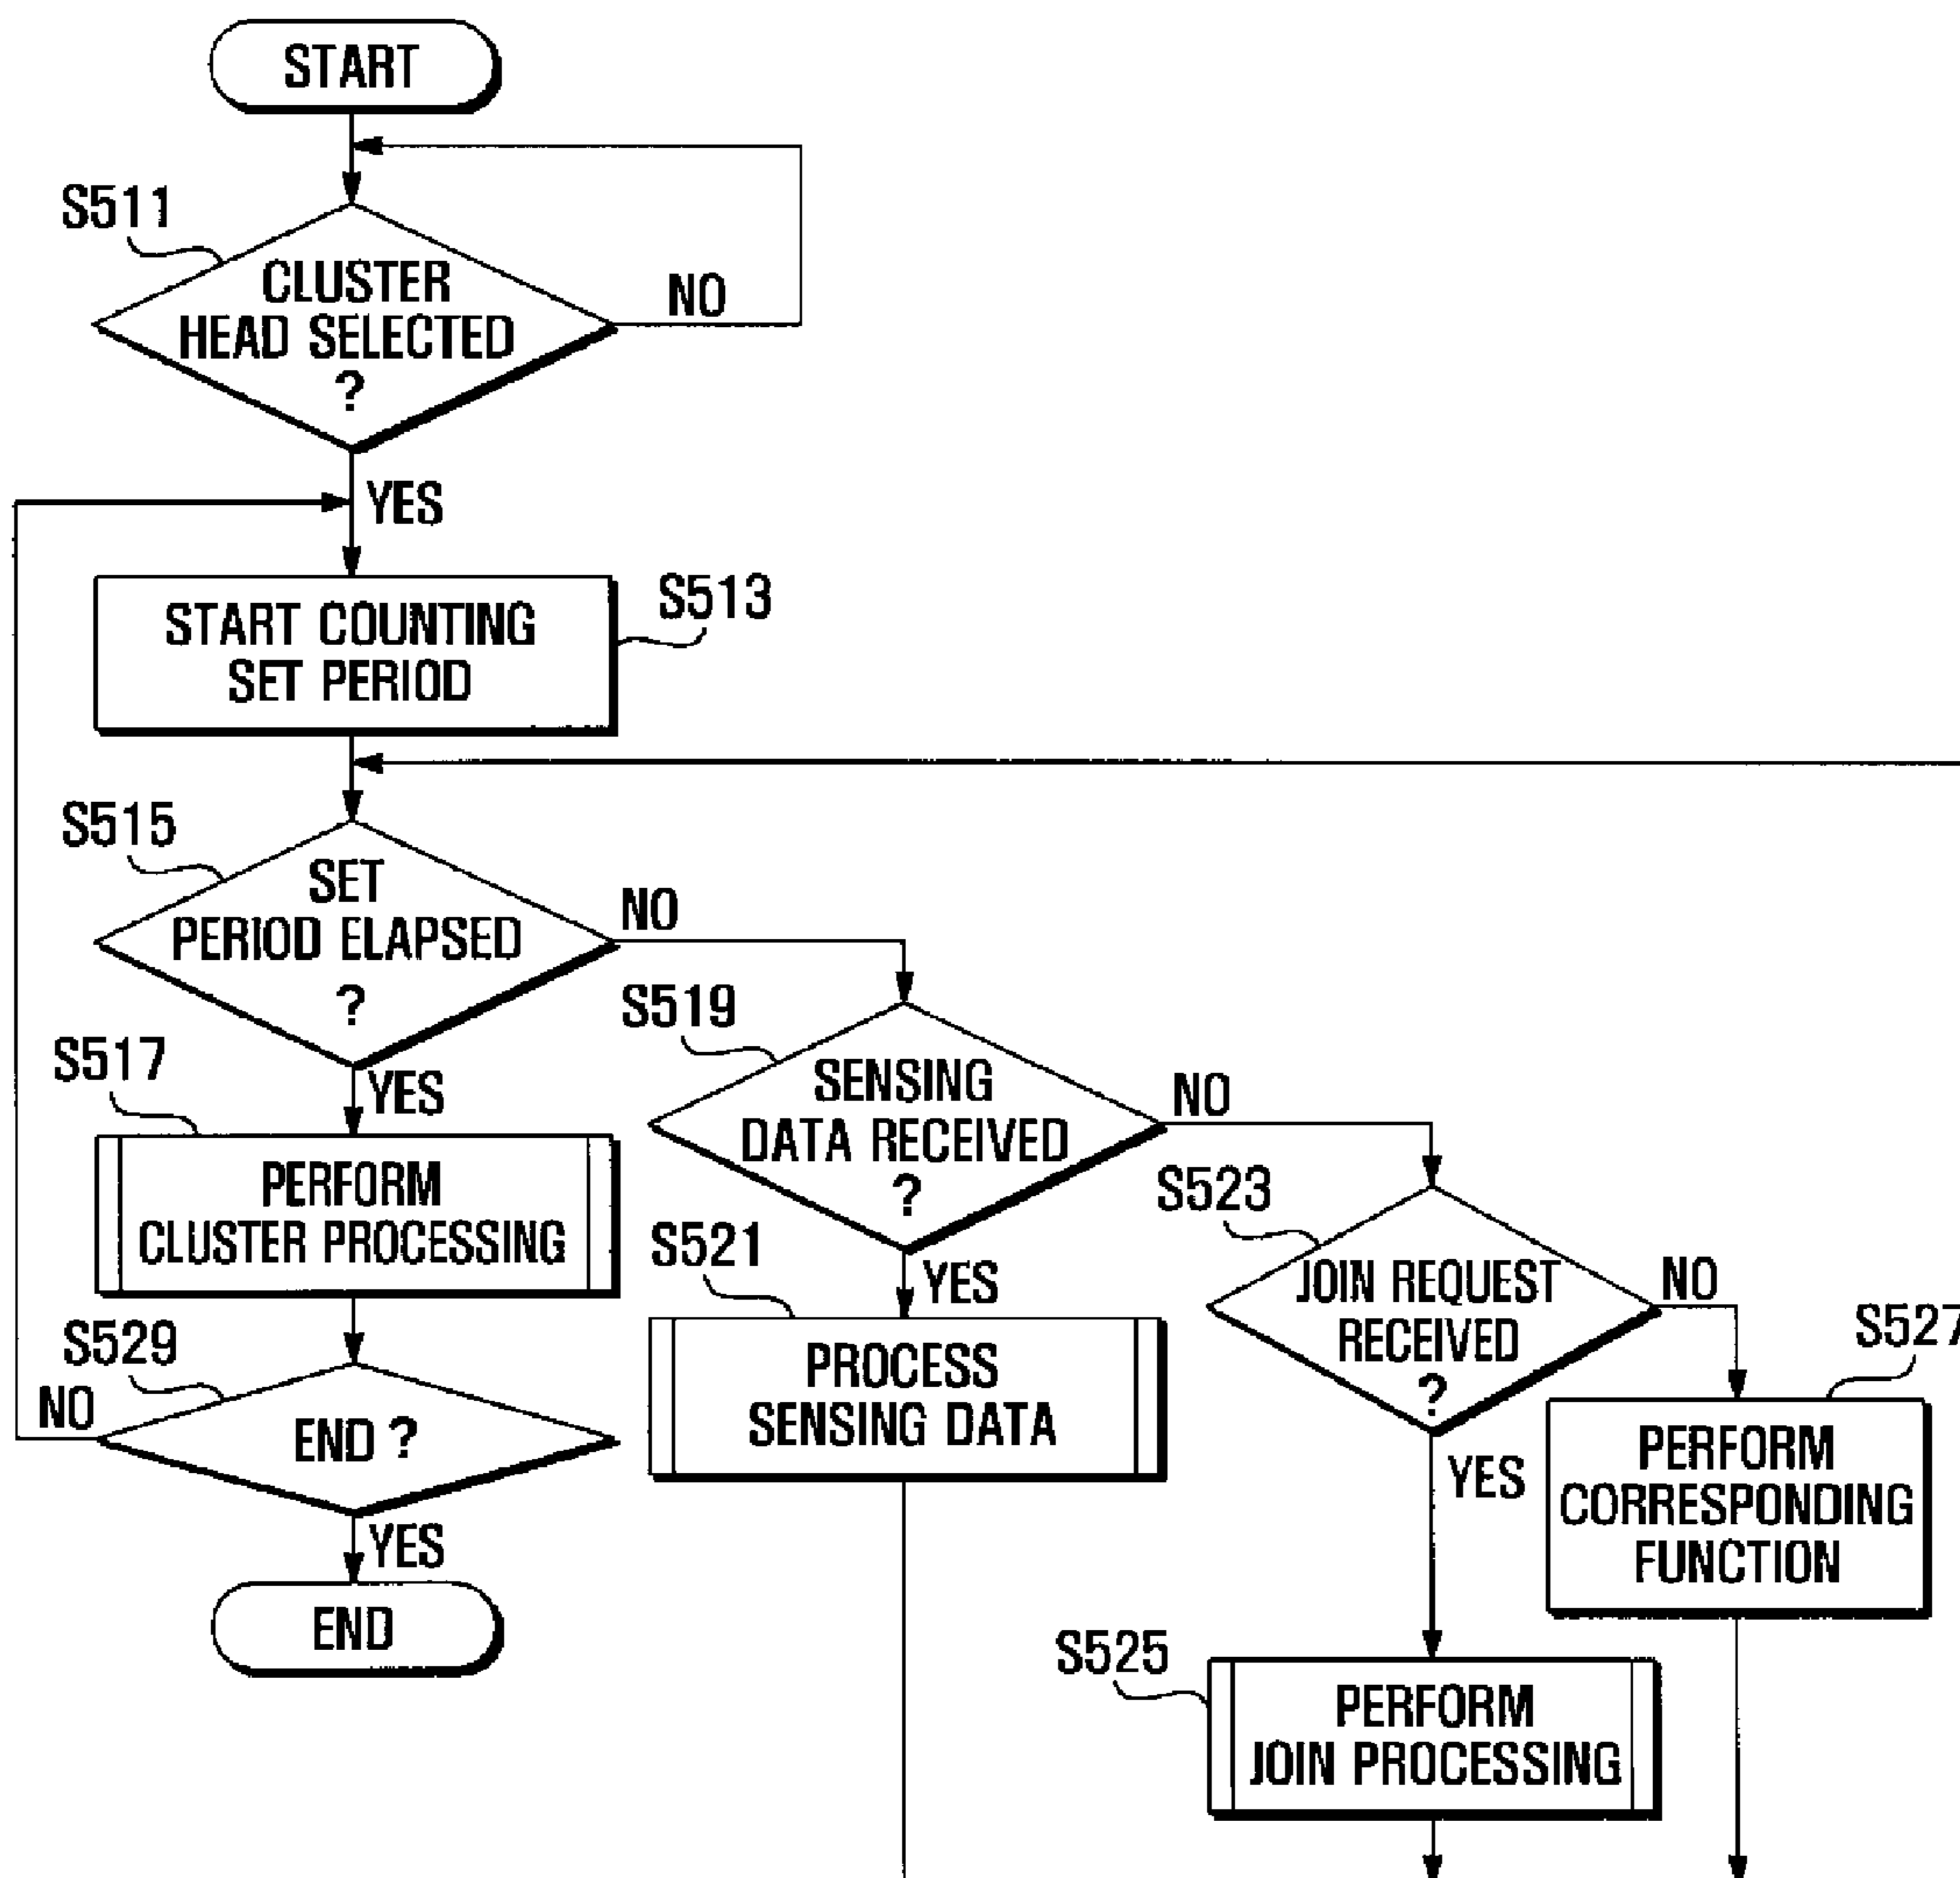 START
S511
CLUSTER
HEAD SELECTED
?
NO
YES
START COUNTING
SET PERIOD
S513
S515
SET
PERIOD ELAPSED
?
NO
YES
S517
PERFORM
CLUSTER PROCESSING
S519
SENSING
DATA RECEIVED
?
NO
YES
S521
PROCESS
SENSING DATA
S523
JOIN REQUEST
RECEIVED
?
NO
YES
S527
PERFORM
CORRESPONDING
FUNCTION
S525
PERFORM
JOIN PROCESSING
S529
NO
END ?
YES
END